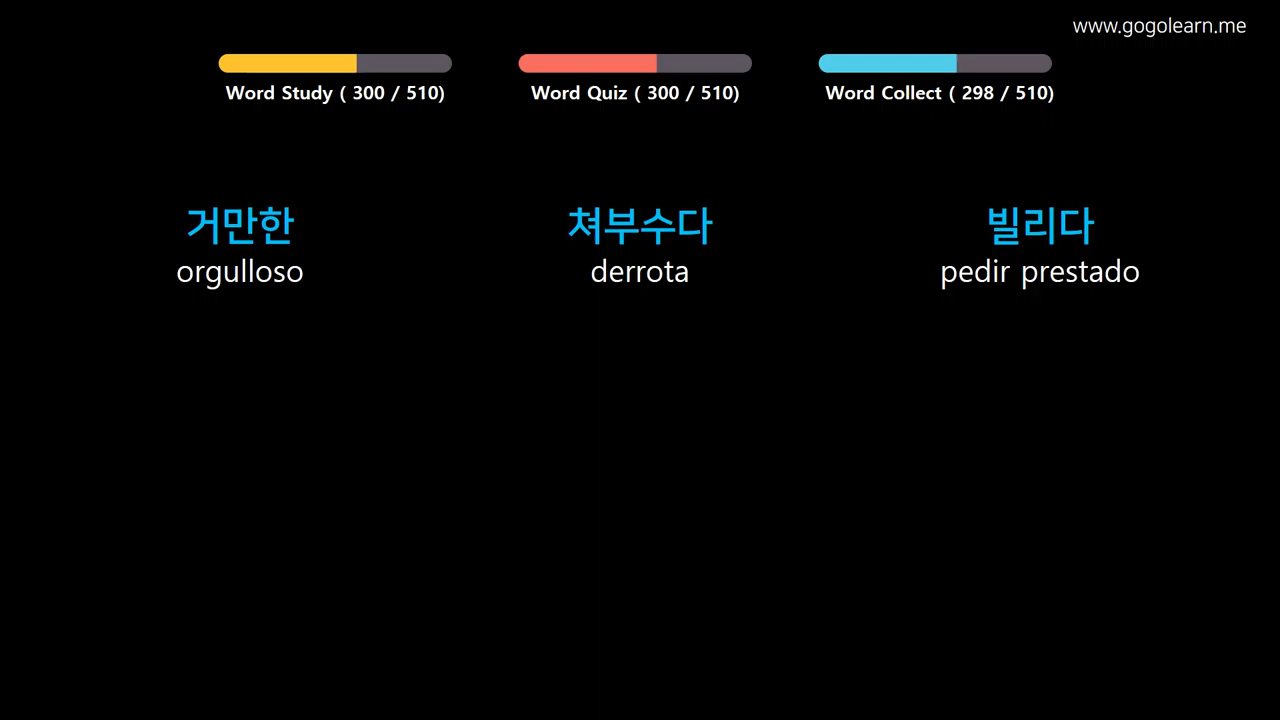 www.gogolearn.me
Word Study ( 300 / 510)
Word Quiz ( 300 / 510)
Word Collect ( 298 / 510)
거만한
orgulloso
쳐부수다
derrota
빌리다
pedir prestado